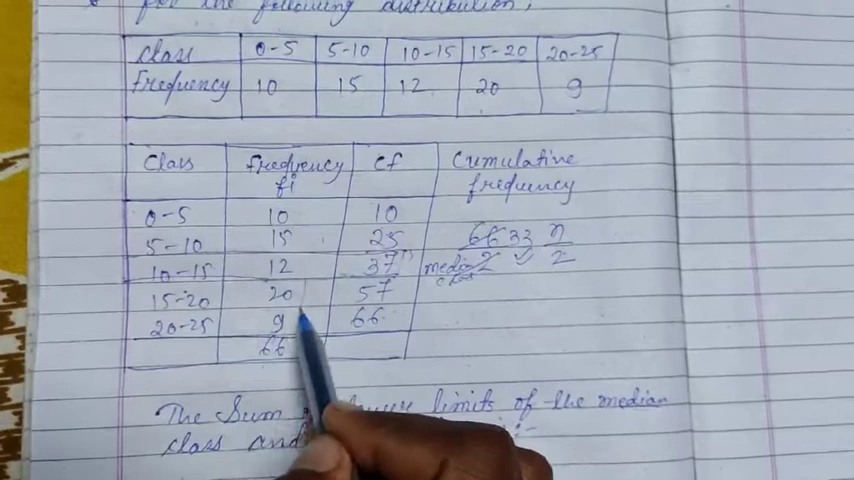 for the following distribution,
Class 0-5 5-10 10-15 15-20 20-25
Frequency 10 15 12 20 9
Class frequency cf Cumulative
fi frequency
0-5 10 10
5-10 15 25 66 33 n
10-15 12 37 median 2 ✓ 2
class
15-20 20 57
20-25 9 66
66
The Sum limits of the median
class and